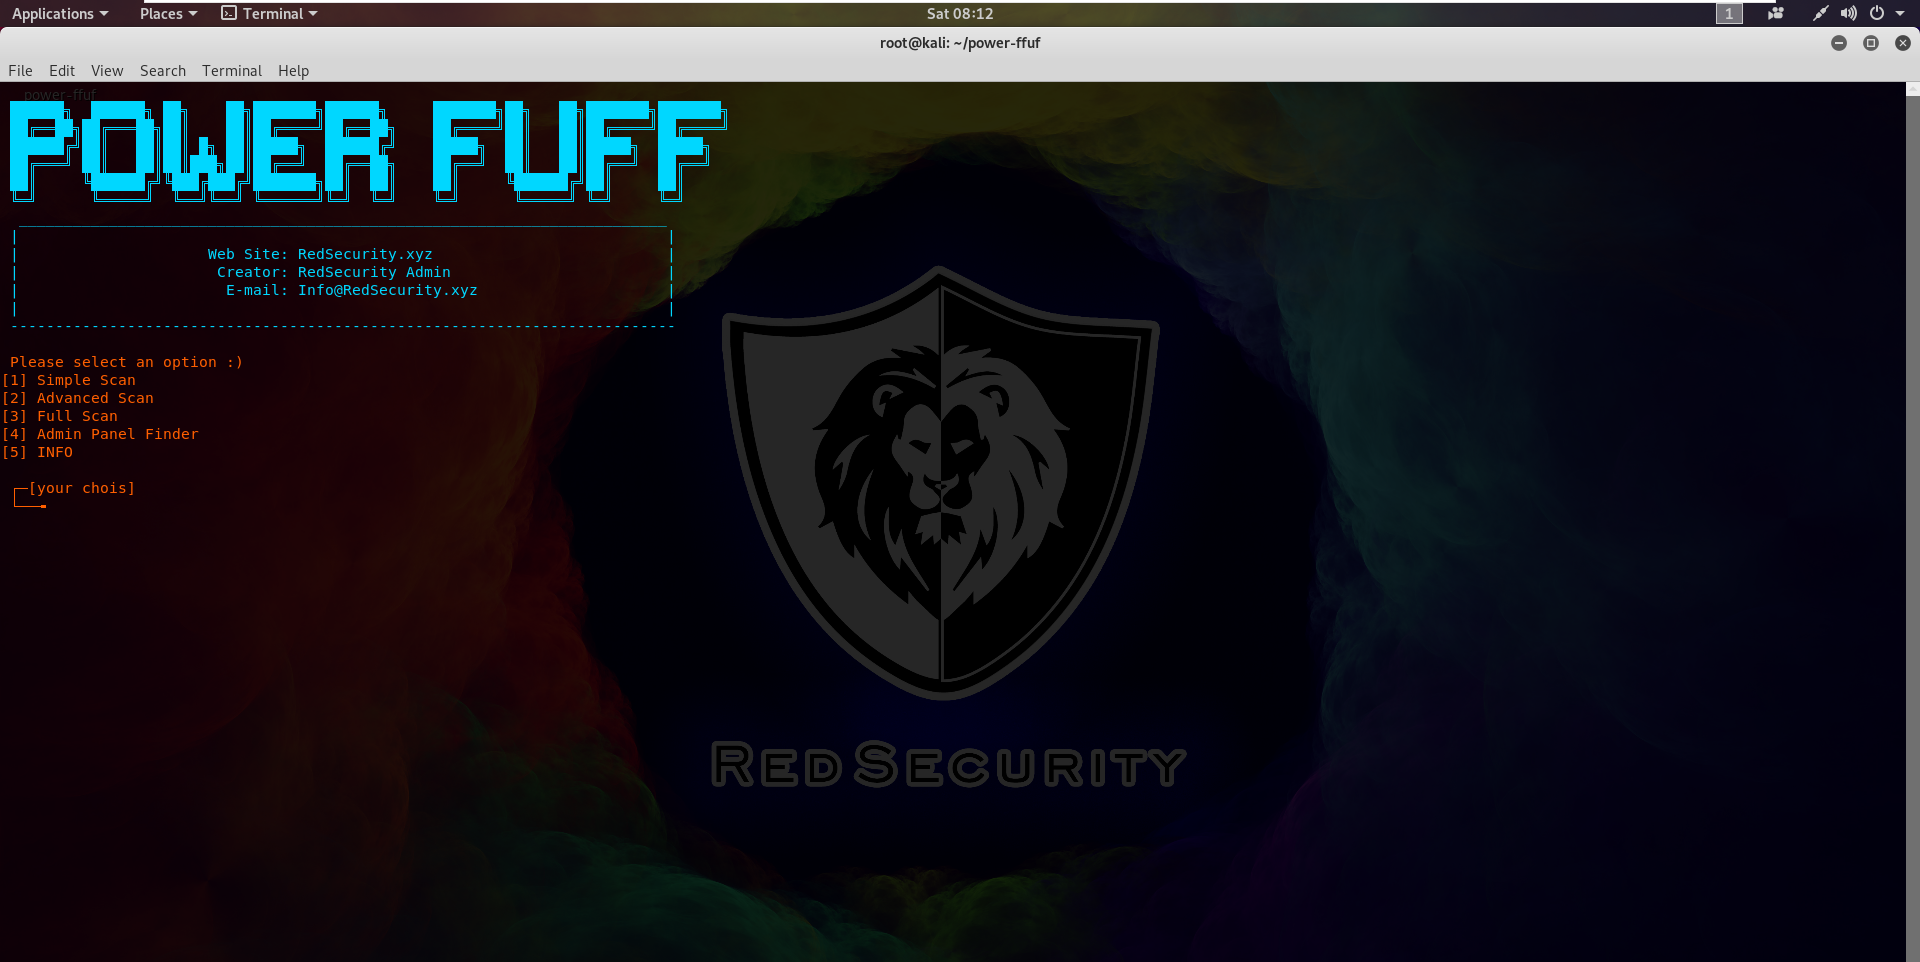 Applications Places Terminal Sat 08:12 1
root@kali: ~/power-ffuf
File Edit View Search Terminal Help
power-ffuf
POWER FUFF
Web Site: RedSecurity.xyz
Creator: RedSecurity Admin
E-mail: Info@RedSecurity.xyz
Please select an option :)
[1] Simple Scan
[2] Advanced Scan
[3] Full Scan
[4] Admin Panel Finder
[5] INFO
[your chois]
RedSecurity